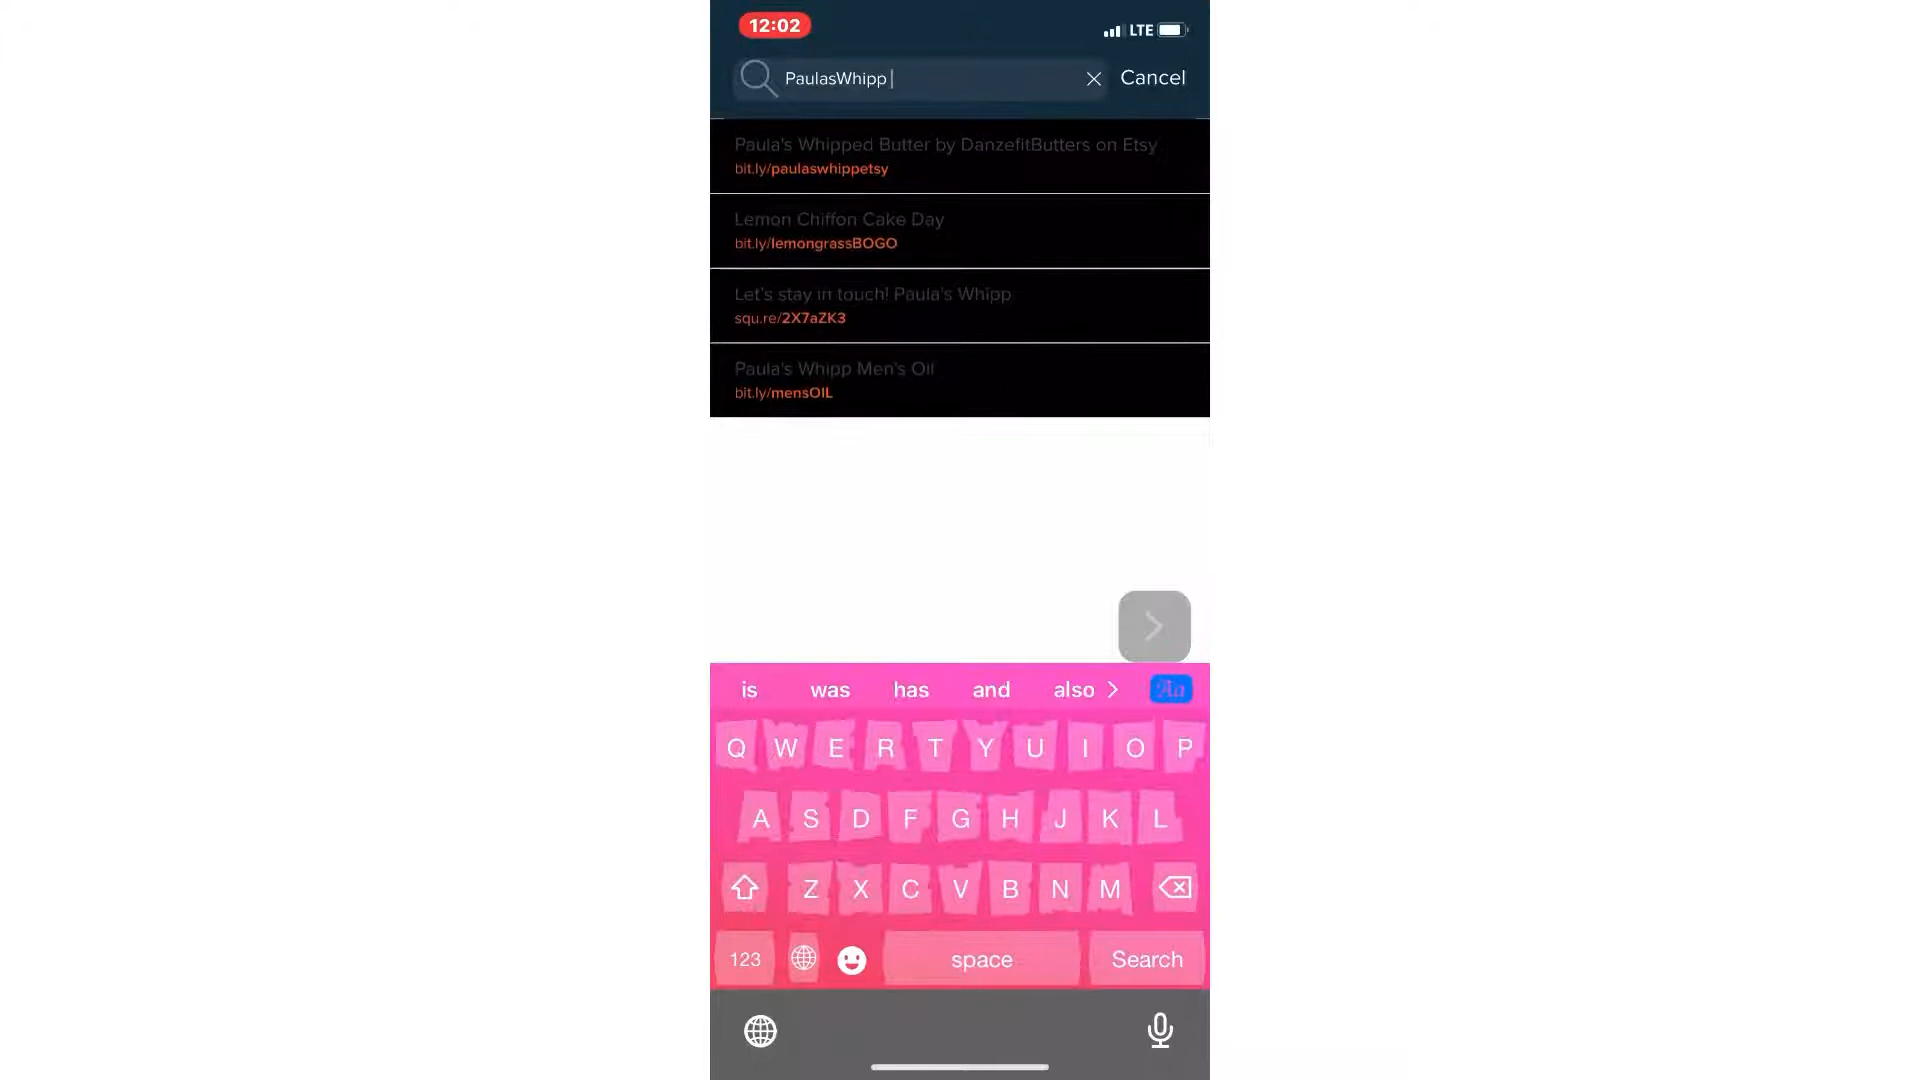 12:02
LTE
PaulasWhipp
Cancel
Paula's Whipped Butter by DanzefitButters on Etsy
bit.ly/paulaswhippetsy
Lemon Chiffon Cake Day
bit.ly/lemongrassBOGO
Let's stay in touch! Paula's Whipp
squ.re/2X7aZK3
Paula's Whipp Men's Oil
bit.ly/mensOIL
is was has and also Aa
Q W E R T Y U I O P
A S D F G H J K L
Z X C V B N M
123 space Search